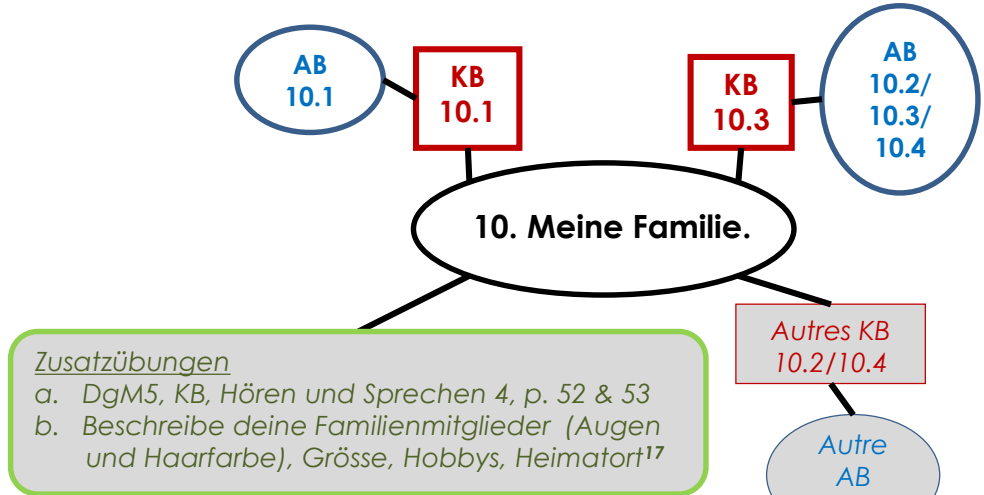 AB
10.1
KB
10.1
KB
10.3
AB
10.2/
10.3/
10.4
10. Meine Familie.
Zusatzübungen
a. DgM5, KB, Hören und Sprechen 4, p. 52 & 53
b. Beschreibe deine Familienmitglieder (Augen
und Haarfarbe), Grösse, Hobbys, Heimatort17
Autres KB
10.2/10.4
Autre
AB